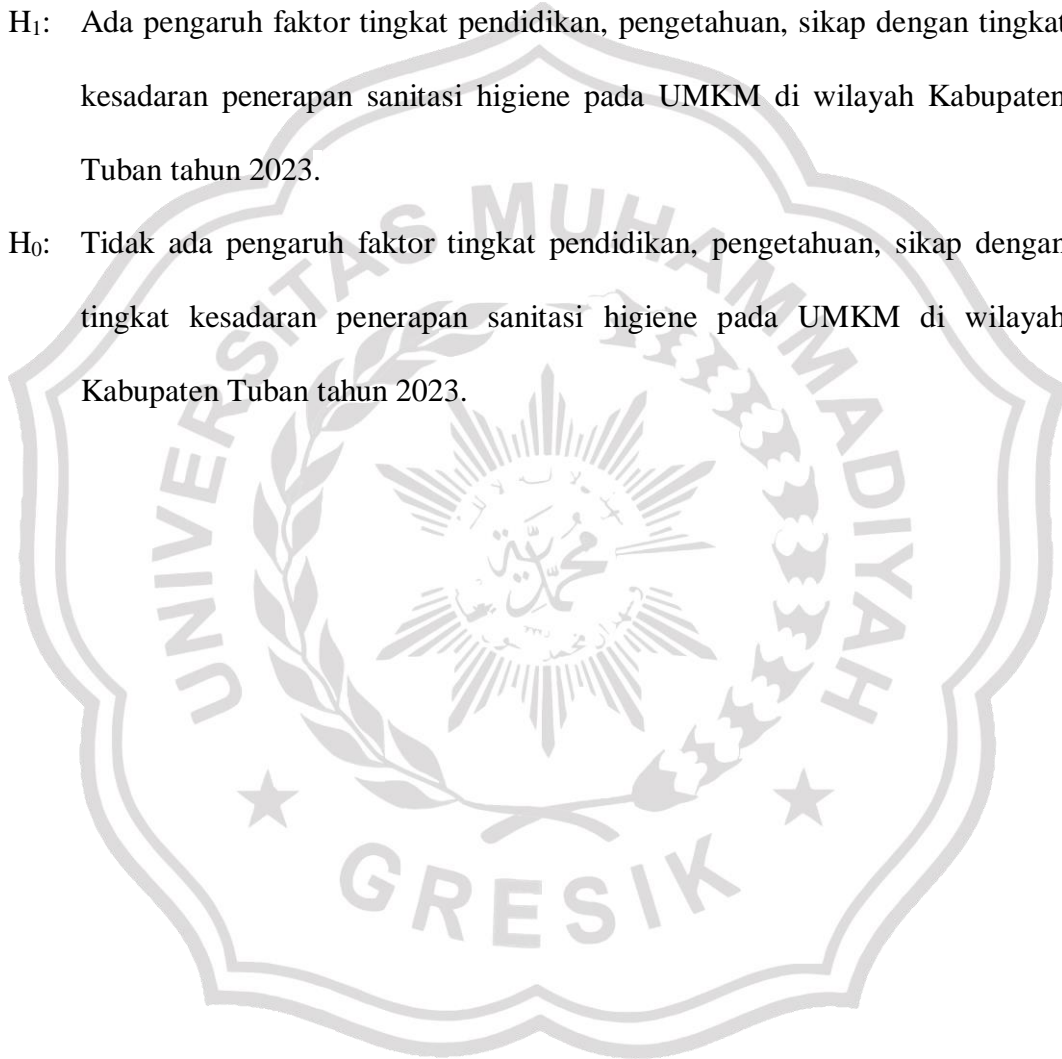 H₁: Ada pengaruh faktor tingkat pendidikan, pengetahuan, sikap dengan tingkat
kesadaran penerapan sanitasi higiene pada UMKM di wilayah Kabupaten
Tuban tahun 2023.
H₀: Tidak ada pengaruh faktor tingkat pendidikan, pengetahuan, sikap dengan
tingkat kesadaran penerapan sanitasi higiene pada UMKM di wilayah
Kabupaten Tuban tahun 2023.
UNIVERSITAS MUHAMMADIYAH
GRESIK